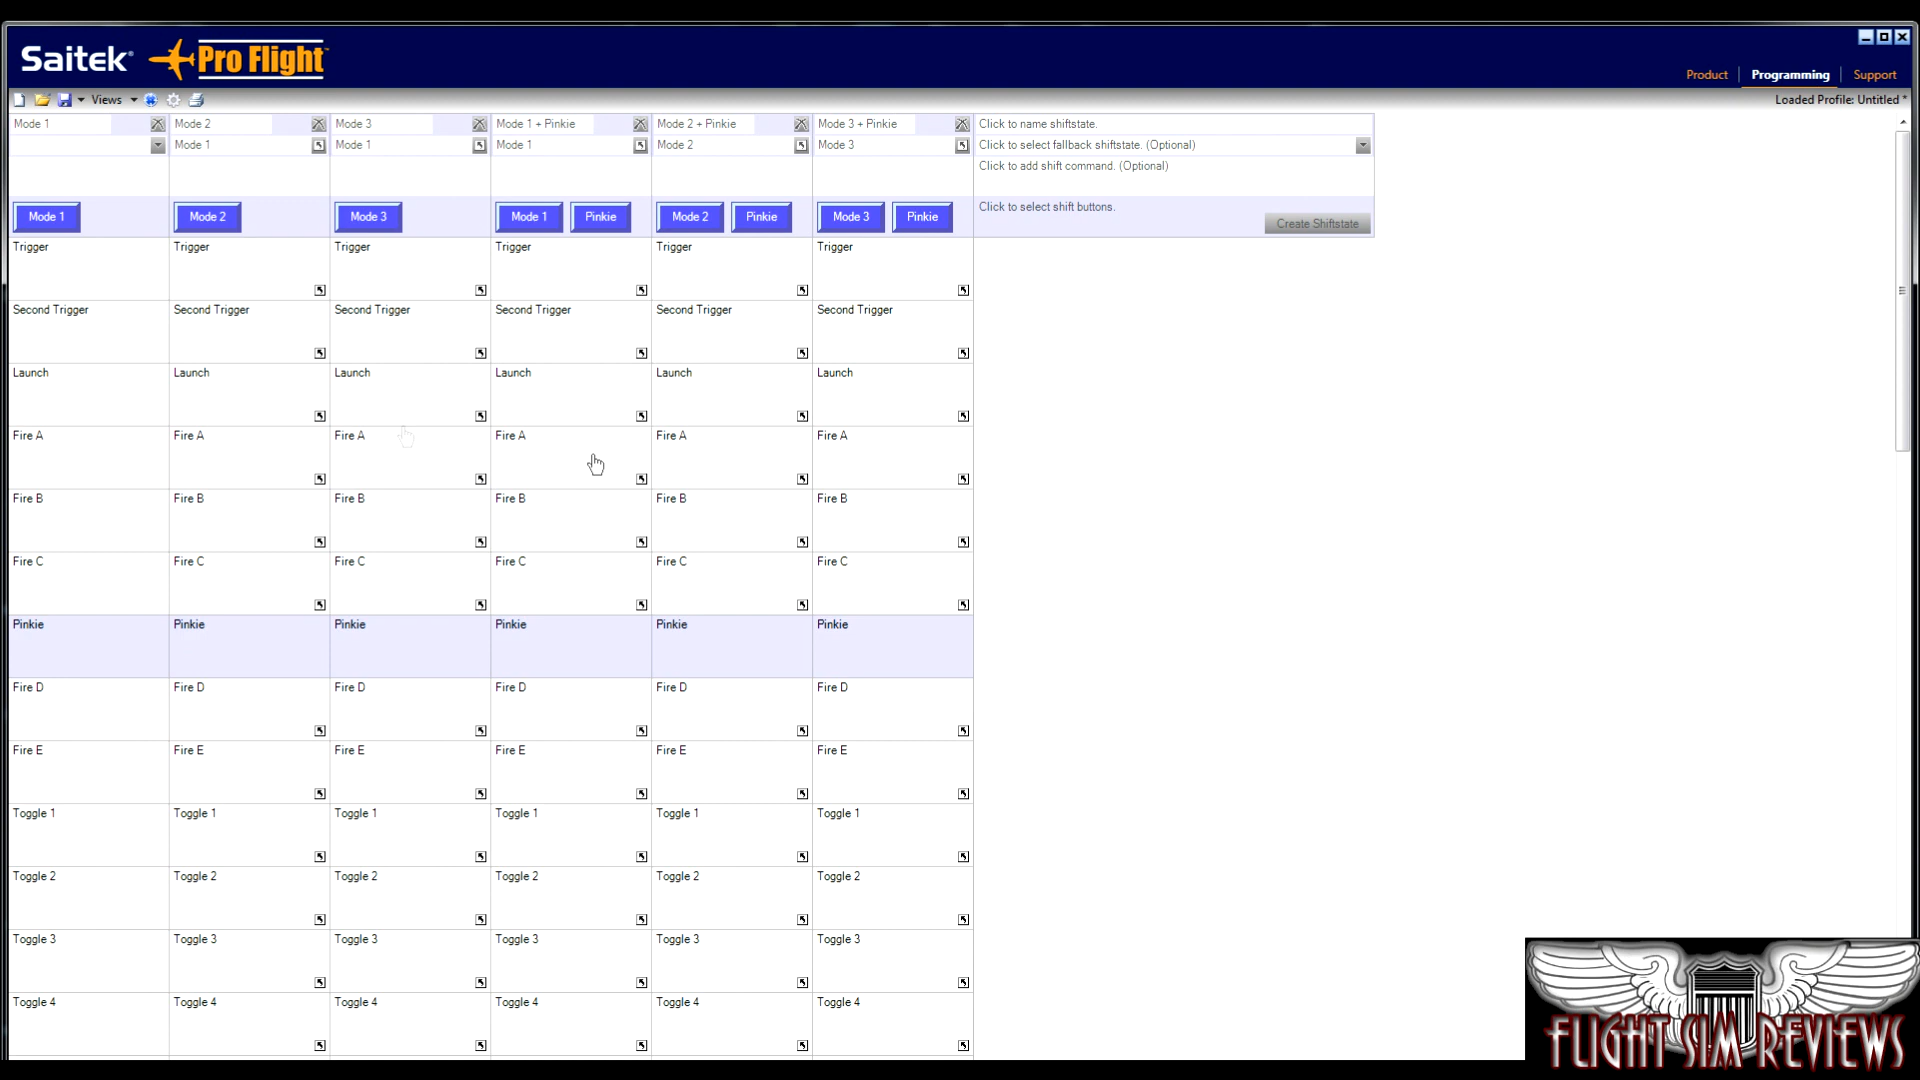 Saitek® Pro Flight™
Product Programming Support
Views Loaded Profile: Untitled *
Mode 1 Mode 2 Mode 3 Mode 1 + Pinkie Mode 2 + Pinkie Mode 3 + Pinkie Click to name shiftstate.
Mode 1 Mode 1 Mode 1 Mode 2 Mode 3 Click to select fallback shiftstate. (Optional)
Click to add shift command. (Optional)
Mode 1 Mode 2 Mode 3 Mode 1 Pinkie Mode 2 Pinkie Mode 3 Pinkie Click to select shift buttons.
Create Shiftstate
Trigger Trigger Trigger Trigger Trigger Trigger
Second Trigger Second Trigger Second Trigger Second Trigger Second Trigger Second Trigger
Launch Launch Launch Launch Launch Launch
Fire A Fire A Fire A Fire A Fire A Fire A
Fire B Fire B Fire B Fire B Fire B Fire B
Fire C Fire C Fire C Fire C Fire C Fire C
Pinkie Pinkie Pinkie Pinkie Pinkie Pinkie
Fire D Fire D Fire D Fire D Fire D Fire D
Fire E Fire E Fire E Fire E Fire E Fire E
Toggle 1 Toggle 1 Toggle 1 Toggle 1 Toggle 1 Toggle 1
Toggle 2 Toggle 2 Toggle 2 Toggle 2 Toggle 2 Toggle 2
Toggle 3 Toggle 3 Toggle 3 Toggle 3 Toggle 3 Toggle 3
Toggle 4 Toggle 4 Toggle 4 Toggle 4 Toggle 4 Toggle 4
FLIGHT SIM REVIEWS